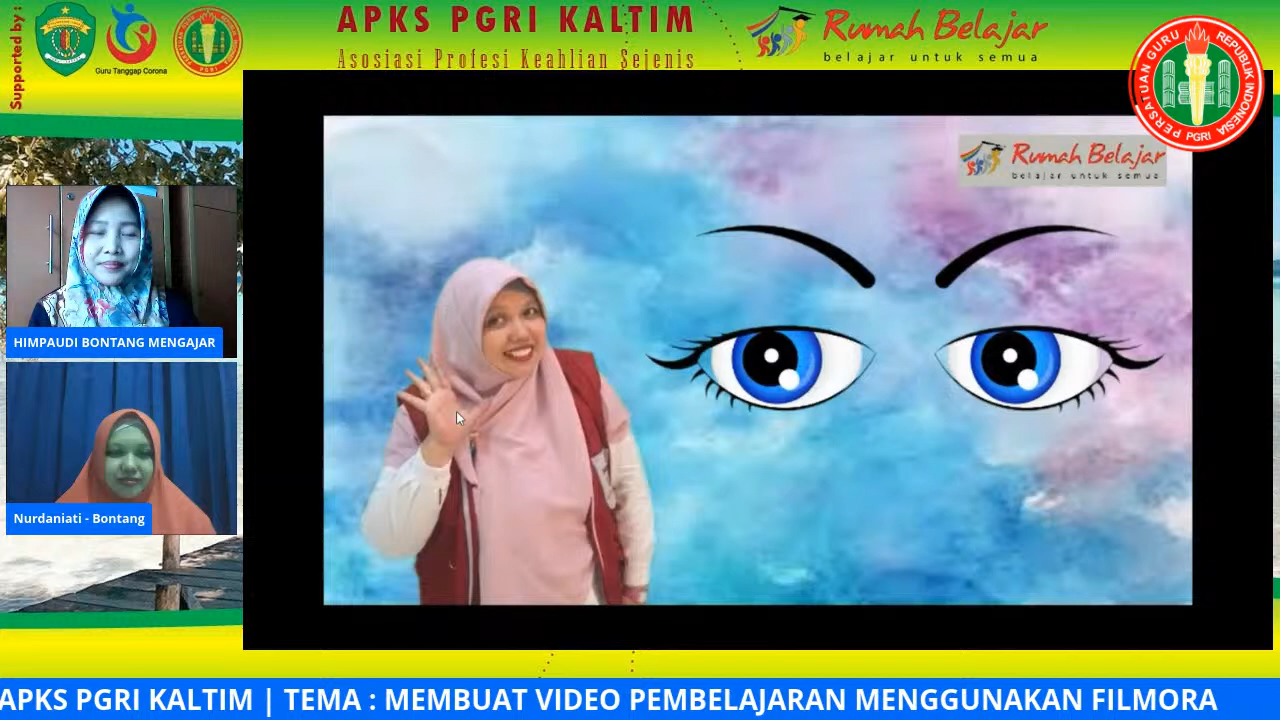 Supported by :
Guru Tanggap Corona
PGRI
APKS PGRI KALTIM
Asosiasi Profesi Keahlian Sejenis
Rumah Belajar
belajar untuk semua
PERSATUAN GURU REPUBLIK INDONESIA
PGRI
Rumah Belajar
belajar untuk semua
HIMPAUDI BONTANG MENGAJAR
Nurdaniati - Bontang
APKS PGRI KALTIM | TEMA : MEMBUAT VIDEO PEMBELAJARAN MENGGUNAKAN FILMORA